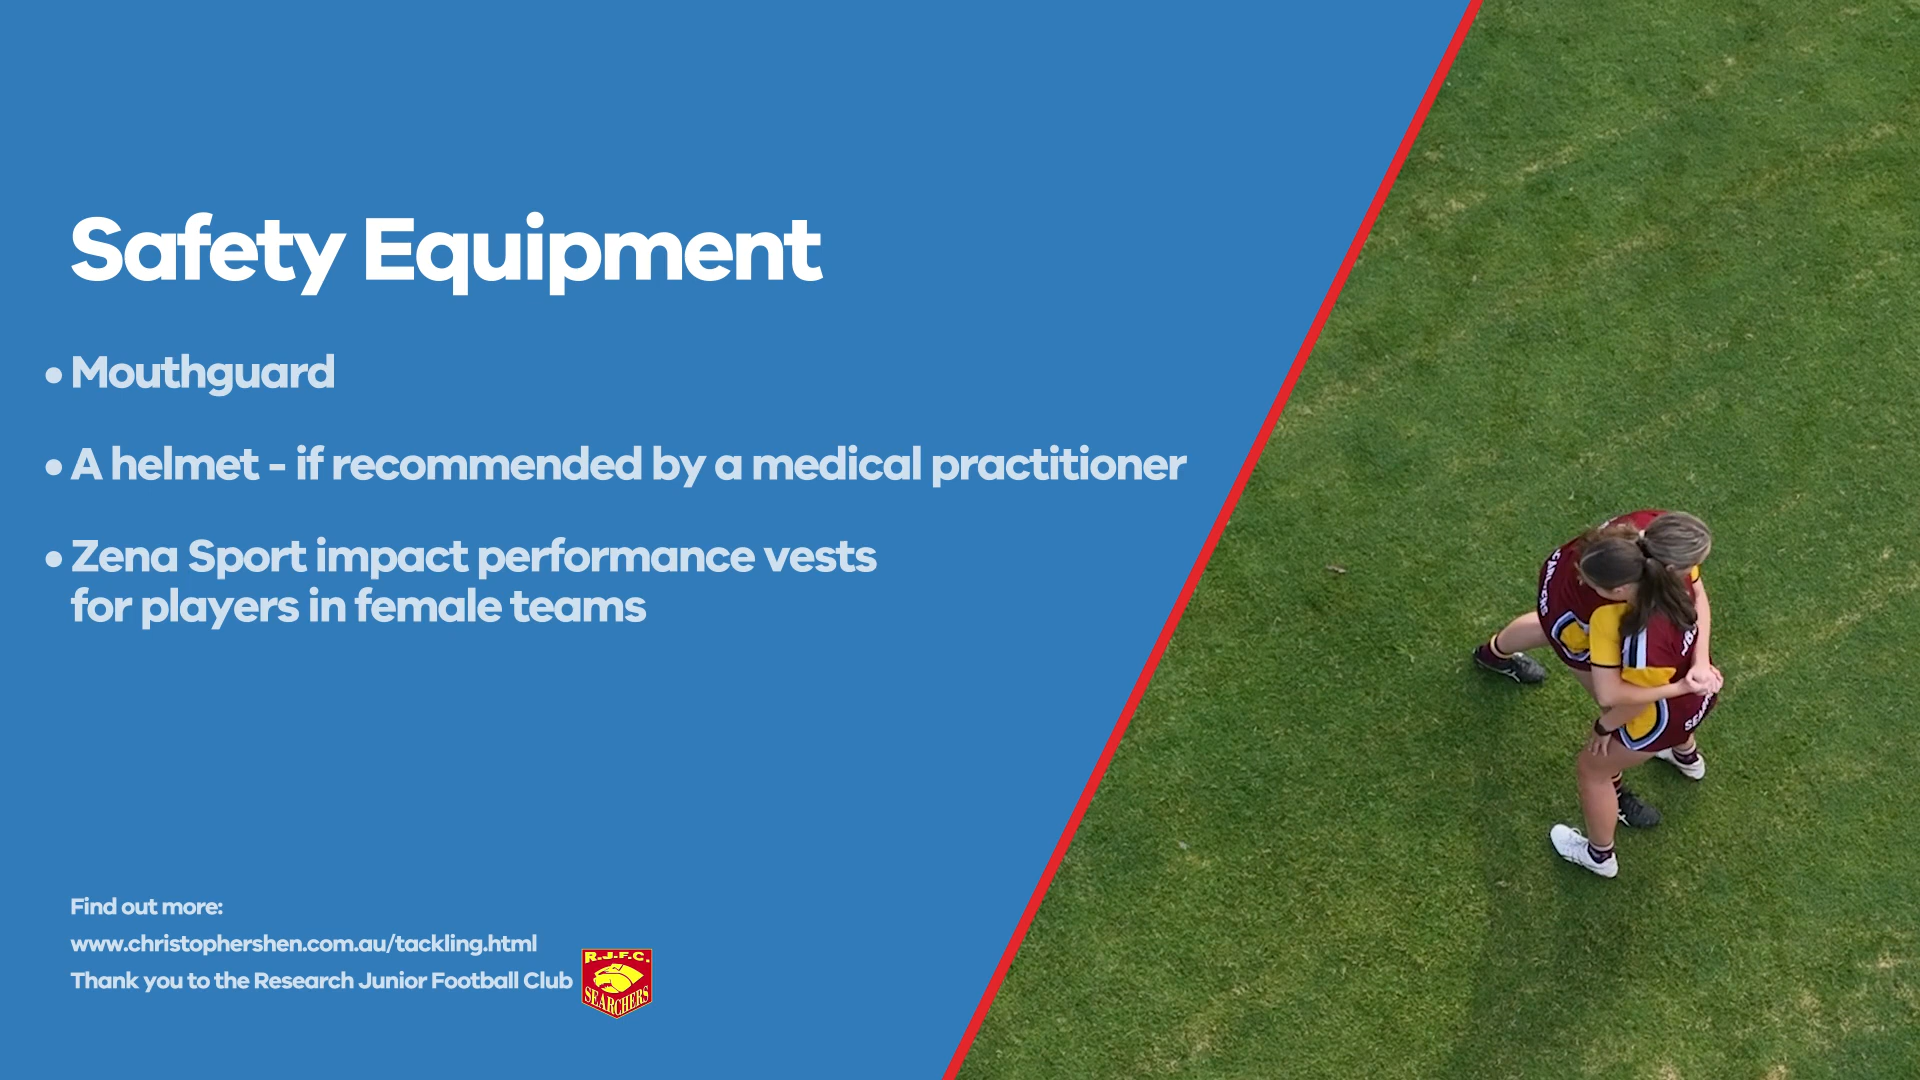 Safety Equipment
• Mouthguard
• A helmet - if recommended by a medical practitioner
• Zena Sport impact performance vests
for players in female teams
Find out more:
www.christophershen.com.au/tackling.html
Thank you to the Research Junior Football Club
R.J.F.C.
SEARCHERS